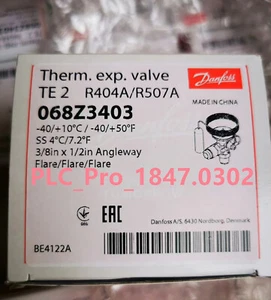 Therm. exp. valve
TE 2 R404A/R507A
068Z3403
-40/+10°C / -40/+50°F
SS 4°C/7.2°F
3/8in x 1/2in Angleway
Flare/Flare/Flare
Danfoss
MADE IN CHINA
PLC_Pro_1847.0302
EAC
Danfoss A/S, 6430 Nordborg, Denmark
BE4122A